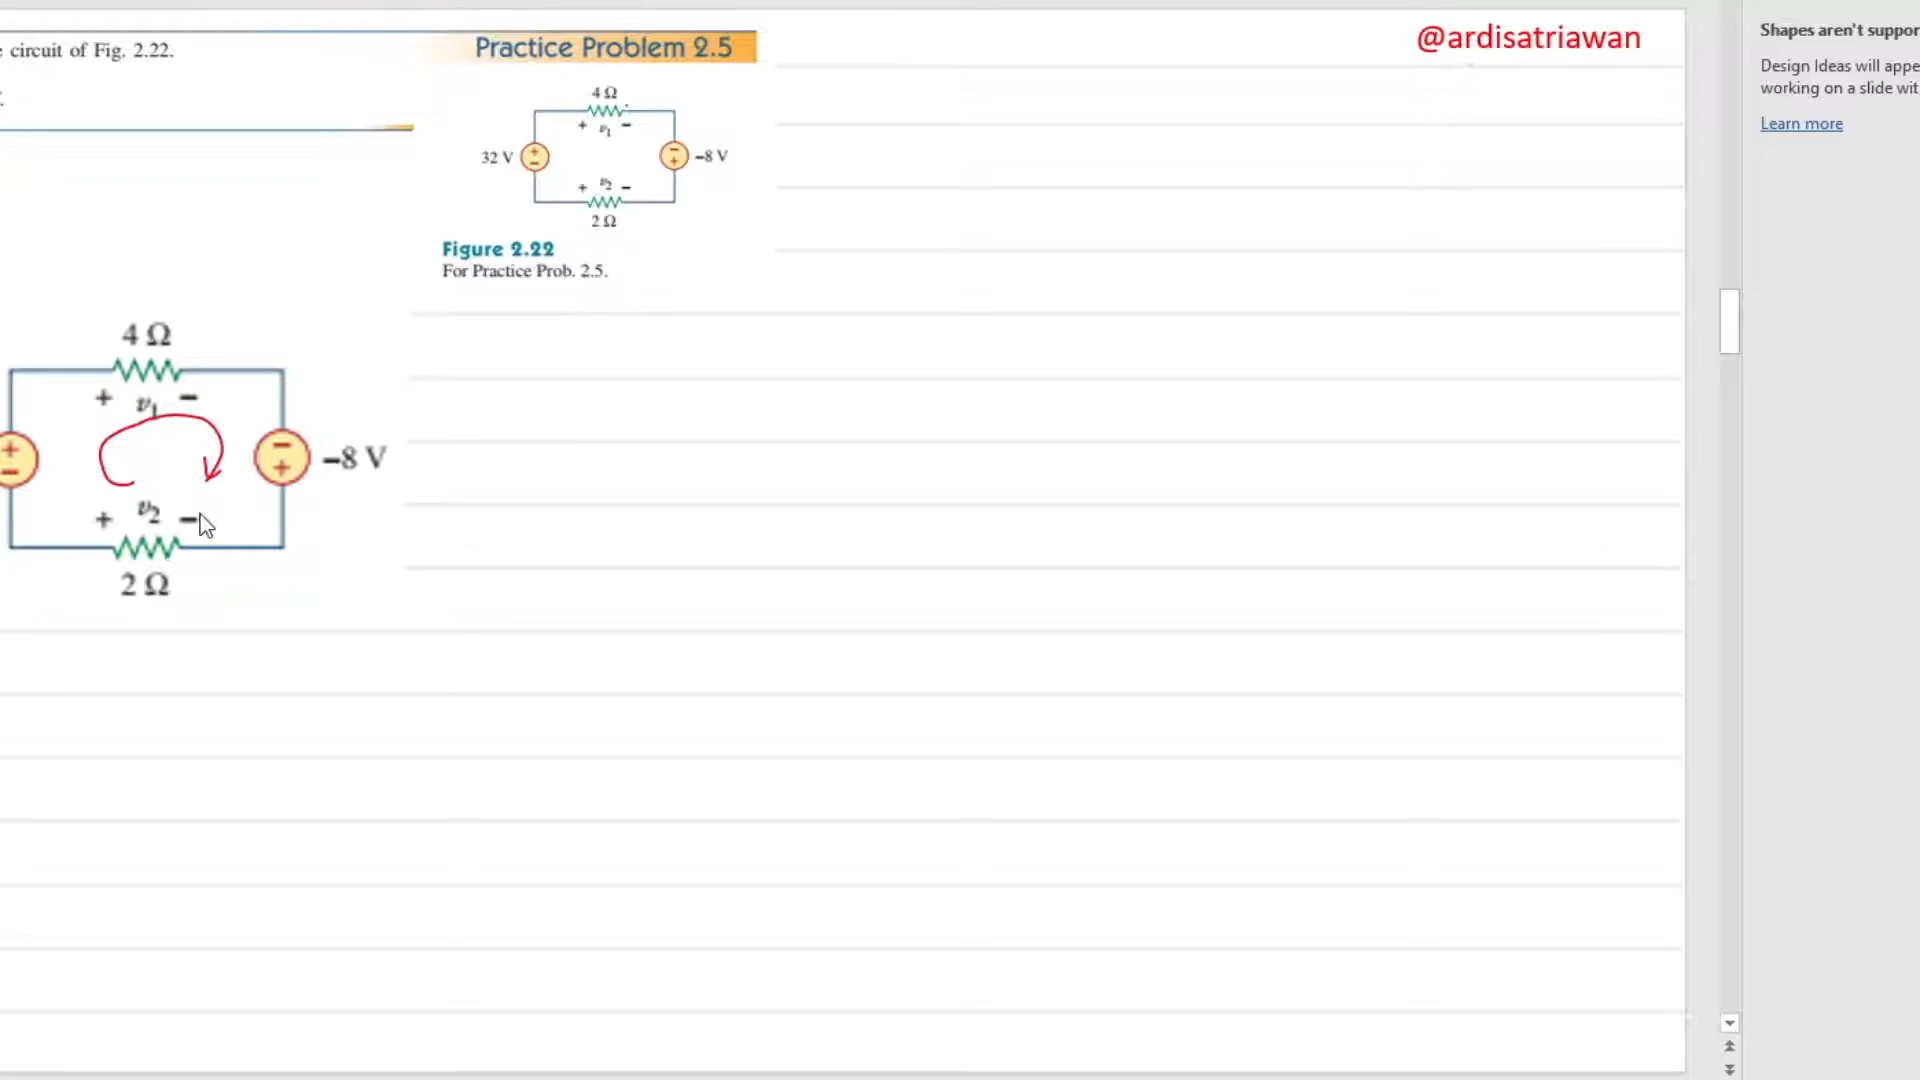 circuit of Fig. 2.22.
Practice Problem 2.5
@ardisatriawan
Shapes aren't suppor
Design Ideas will appe
working on a slide wit
Learn more
4 Ω
+ v1 −
32 V
+
−
−
+
−8 V
+ v2 −
2 Ω
Figure 2.22
For Practice Prob. 2.5.
4 Ω
+ v1 −
+
−
−
+
−8 V
+ v2 −
2 Ω